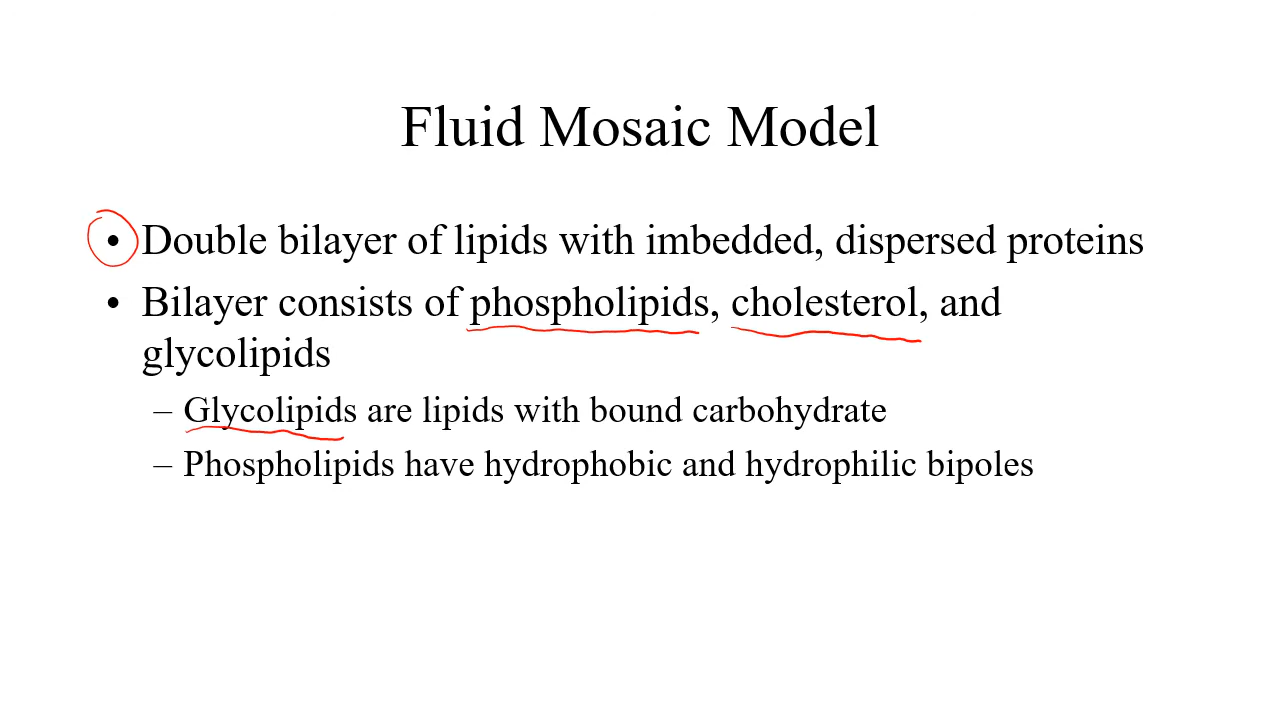 Fluid Mosaic Model
• Double bilayer of lipids with imbedded, dispersed proteins
• Bilayer consists of phospholipids, cholesterol, and
glycolipids
– Glycolipids are lipids with bound carbohydrate
– Phospholipids have hydrophobic and hydrophilic bipoles